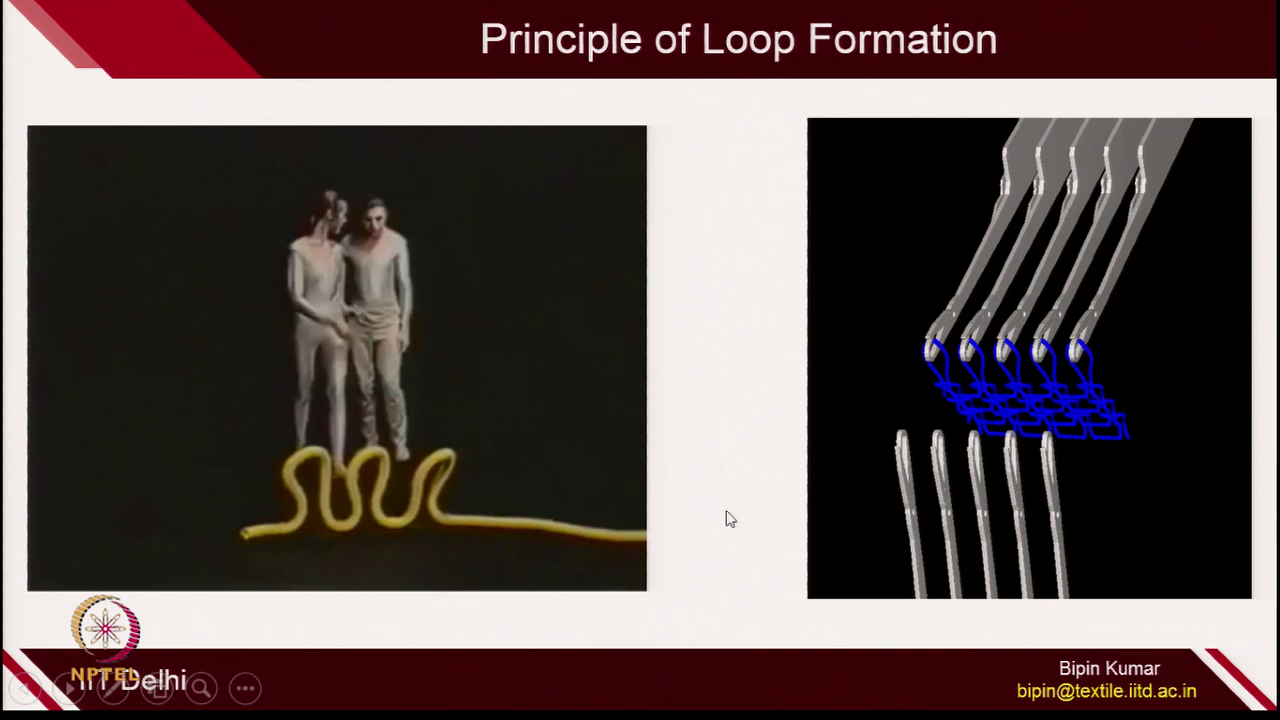 Principle of Loop Formation
NPTEL
IIT Delhi
Bipin Kumar
bipin@textile.iitd.ac.in